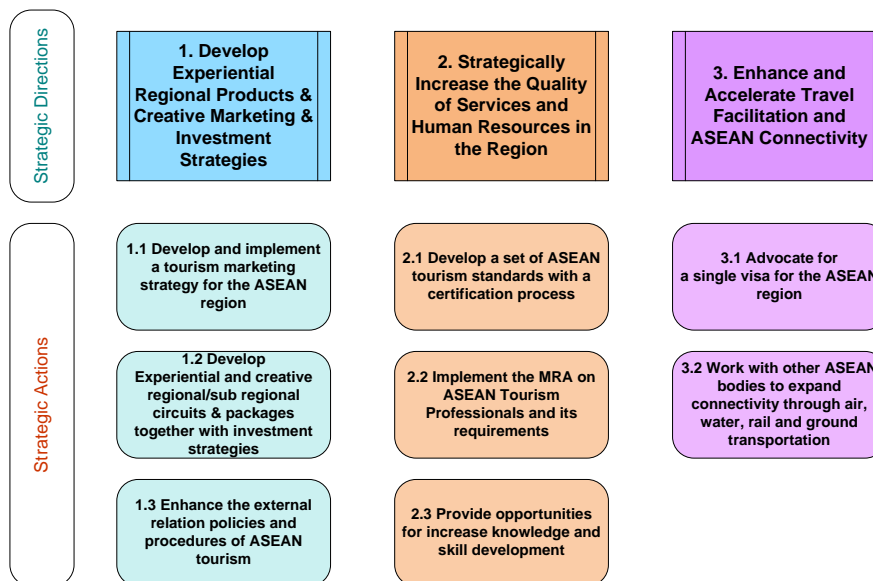 Strategic Directions
1. Develop
Experiential
Regional Products &
Creative Marketing &
Investment
Strategies
2. Strategically
Increase the Quality
of Services and
Human Resources in
the Region
3. Enhance and
Accelerate Travel
Facilitation and
ASEAN Connectivity
Strategic Actions
1.1 Develop and implement
a tourism marketing
strategy for the ASEAN
region
2.1 Develop a set of ASEAN
tourism standards with a
certification process
3.1 Advocate for
a single visa for the ASEAN
region
1.2 Develop
Experiential and creative
regional/sub regional
circuits & packages
together with investment
strategies
2.2 Implement the MRA on
ASEAN Tourism
Professionals and its
requirements
3.2 Work with other ASEAN
bodies to expand
connectivity through air,
water, rail and ground
transportation
1.3 Enhance the external
relation policies and
procedures of ASEAN
tourism
2.3 Provide opportunities
for increase knowledge and
skill development